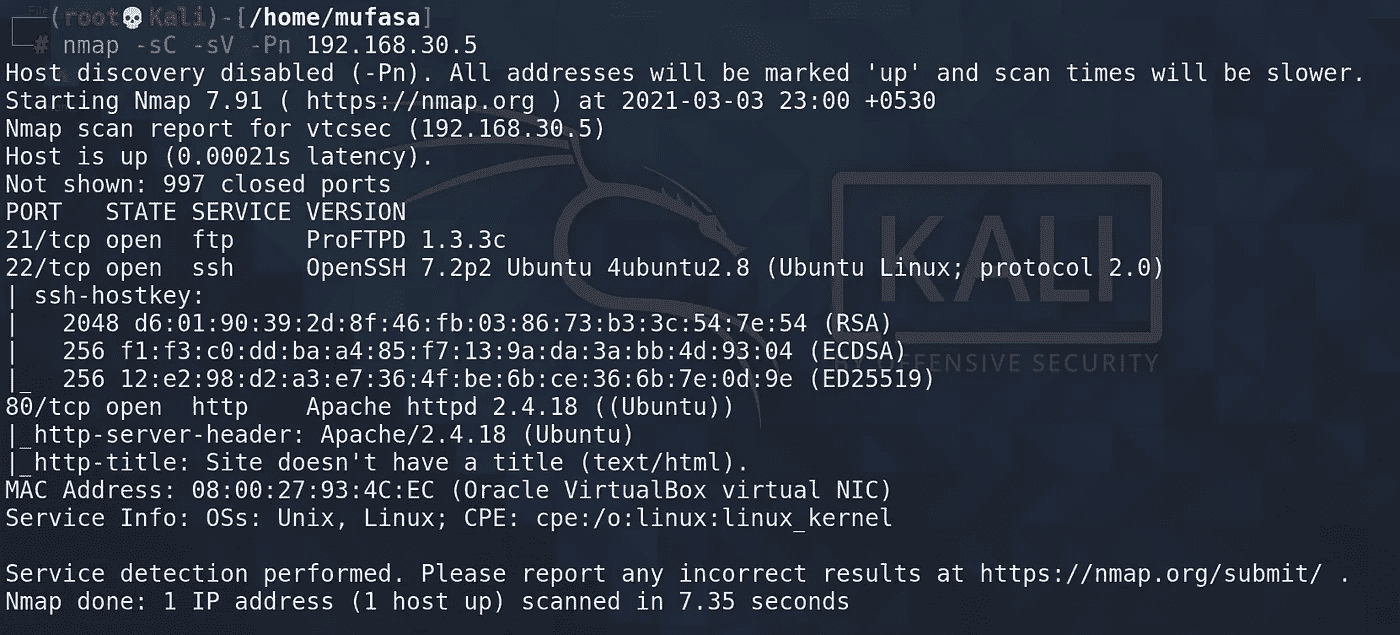 (root💀Kali)-[/home/mufasa]
# nmap -sC -sV -Pn 192.168.30.5
Host discovery disabled (-Pn). All addresses will be marked 'up' and scan times will be slower.
Starting Nmap 7.91 ( https://nmap.org ) at 2021-03-03 23:00 +0530
Nmap scan report for vtcsec (192.168.30.5)
Host is up (0.00021s latency).
Not shown: 997 closed ports
PORT   STATE SERVICE VERSION
21/tcp open  ftp     ProFTPD 1.3.3c
22/tcp open  ssh     OpenSSH 7.2p2 Ubuntu 4ubuntu2.8 (Ubuntu Linux; protocol 2.0)
| ssh-hostkey:
|   2048 d6:01:90:39:2d:8f:46:fb:03:86:73:b3:3c:54:7e:54 (RSA)
|   256 f1:f3:c0:dd:ba:a4:85:f7:13:9a:da:3a:bb:4d:93:04 (ECDSA)
|_  256 12:e2:98:d2:a3:e7:36:4f:be:6b:ce:36:6b:7e:0d:9e (ED25519)
80/tcp open  http    Apache httpd 2.4.18 ((Ubuntu))
|_http-server-header: Apache/2.4.18 (Ubuntu)
|_http-title: Site doesn't have a title (text/html).
MAC Address: 08:00:27:93:4C:EC (Oracle VirtualBox virtual NIC)
Service Info: OSs: Unix, Linux; CPE: cpe:/o:linux:linux_kernel
Service detection performed. Please report any incorrect results at https://nmap.org/submit/ .
Nmap done: 1 IP address (1 host up) scanned in 7.35 seconds
KALI
BY OFFENSIVE SECURITY